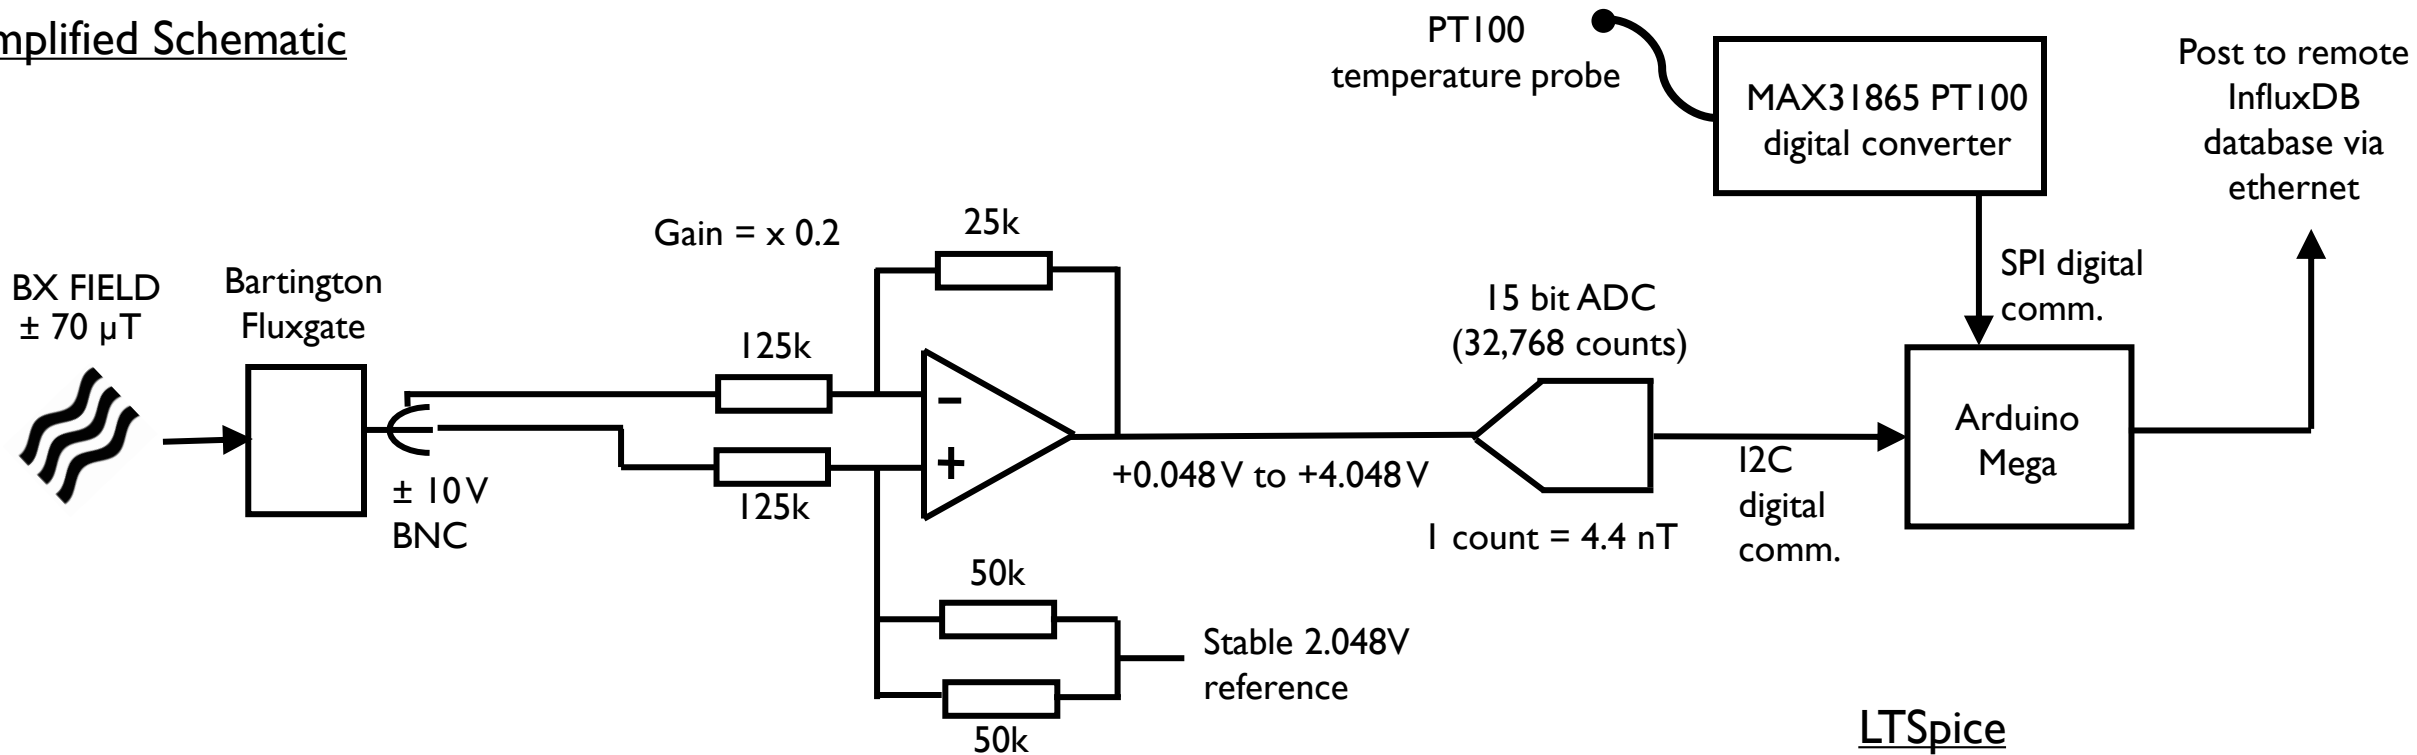 mplified Schematic
PT100
temperature probe
MAX31865 PT100
digital converter
Post to remote
InfluxDB
database via
ethernet
SPI digital
comm.
BX FIELD
± 70 µT
Bartington
Fluxgate
± 10V
BNC
Gain = x 0.2
25k
125k
125k
−
+
50k
50k
Stable 2.048V
reference
+0.048V to +4.048V
15 bit ADC
(32,768 counts)
1 count = 4.4 nT
I2C
digital
comm.
Arduino
Mega
LTSpice